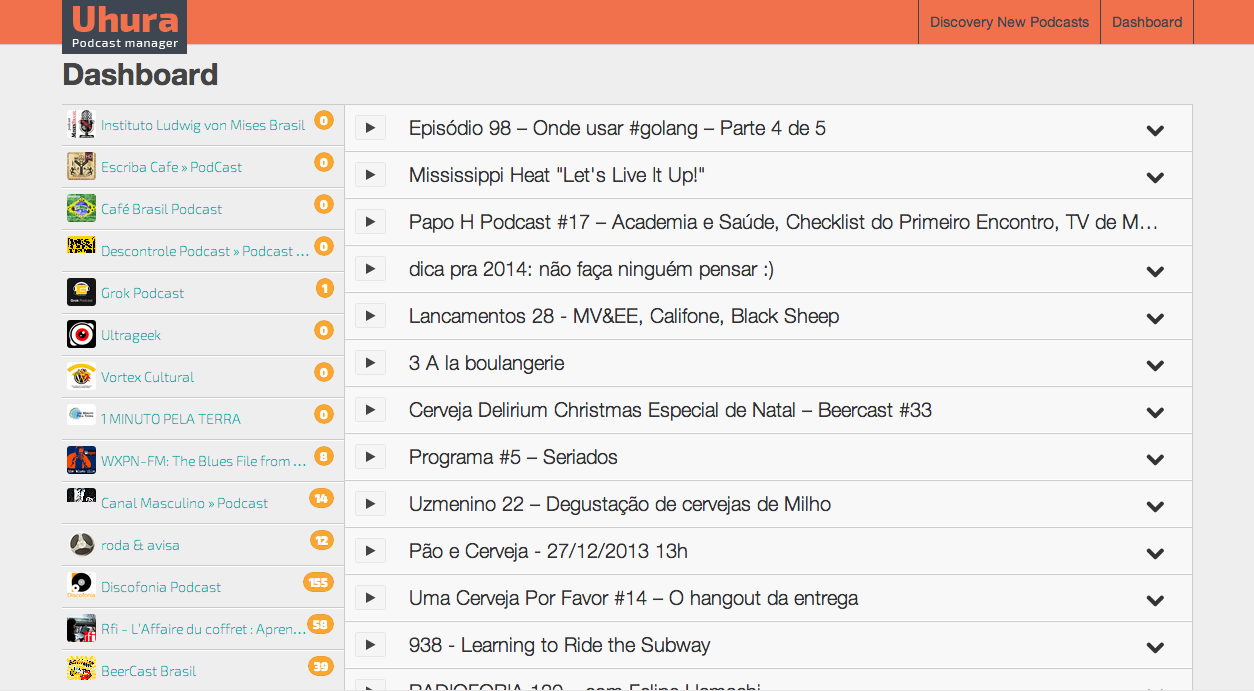 Uhura
Podcast manager
Discovery New Podcasts
Dashboard
Dashboard
Instituto Ludwig von Mises Brasil 0
Escriba Cafe » PodCast 0
Café Brasil Podcast 0
Descontrole Podcast » Podcast ... 0
Grok Podcast 1
Ultrageek 0
Vortex Cultural 0
1 MINUTO PELA TERRA 0
WXPN-FM: The Blues File from ... 8
Canal Masculino » Podcast 14
roda & avisa 12
Discofonia Podcast 155
Rfi - L'Affaire du coffret : Apren... 58
BeerCast Brasil 39
Episódio 98 – Onde usar #golang – Parte 4 de 5
Mississippi Heat "Let's Live It Up!"
Papo H Podcast #17 – Academia e Saúde, Checklist do Primeiro Encontro, TV de M...
dica pra 2014: não faça ninguém pensar :)
Lancamentos 28 - MV&EE, Califone, Black Sheep
3 A la boulangerie
Cerveja Delirium Christmas Especial de Natal – Beercast #33
Programa #5 – Seriados
Uzmenino 22 – Degustação de cervejas de Milho
Pão e Cerveja - 27/12/2013 13h
Uma Cerveja Por Favor #14 – O hangout da entrega
938 - Learning to Ride the Subway